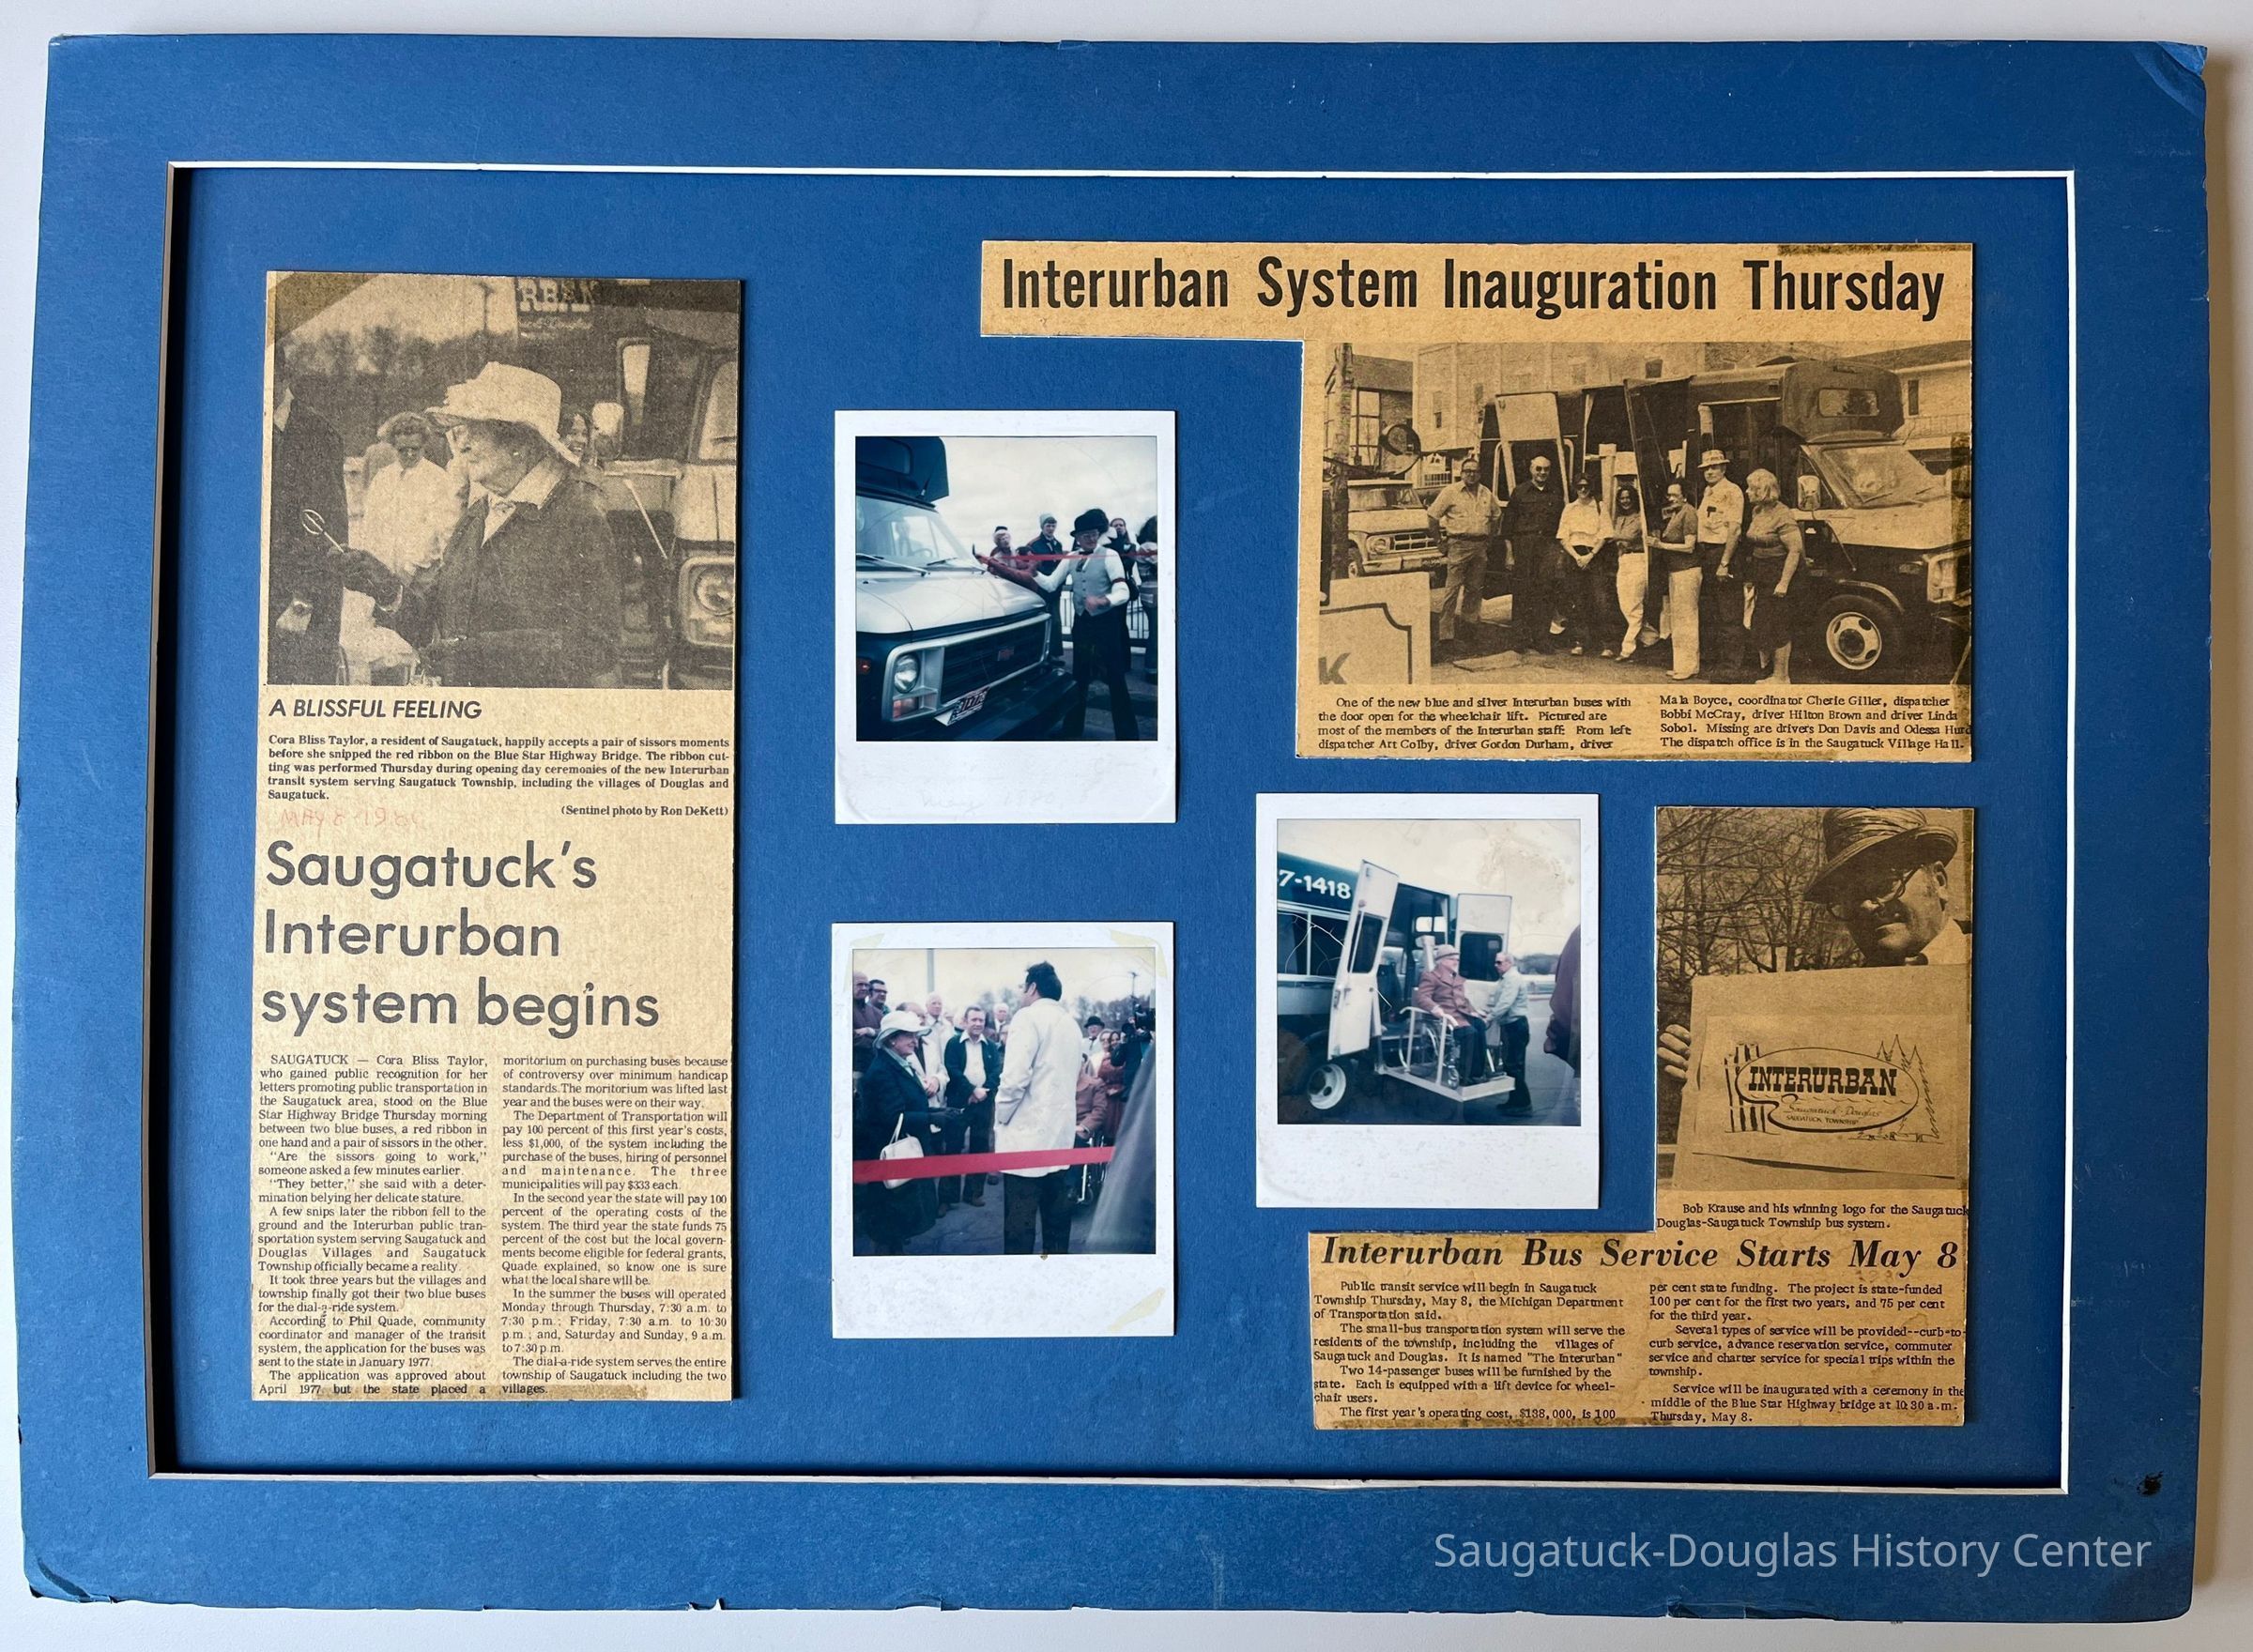 RBAN
A BLISSFUL FEELING
Cora Bliss Taylor, a resident of Saugatuck, happily accepts a pair of sissors moments
before she snipped the red ribbon on the Blue Star Highway Bridge. The ribbon cut-
ting was performed Thursday during opening day ceremonies of the new Interurban
transit system serving Saugatuck Township, including the villages of Douglas and
Saugatuck.
(Sentinel photo by Ron DeKett)
Saugatuck's
Interurban
system begins
SAUGATUCK — Cora Bliss Taylor,
who gained public recognition for her
letters promoting public transportation in
the Saugatuck area, stood on the Blue
Star Highway Bridge Thursday morning
between two blue buses, a red ribbon in
one hand and a pair of sissors in the other.
"Are the sissors going to work,"
someone asked a few minutes earlier.
"They better," she said with a deter-
mination belying her delicate stature.
A few snips later the ribbon fell to the
ground and the Interurban public tran-
sportation system serving Saugatuck and
Douglas Villages and Saugatuck
Township officially became a reality.
It took three years but the villages and
township finally got their two blue buses
for the dial-a-ride system.
According to Phil Quade, community
coordinator and manager of the transit
system, the application for the buses was
sent to the state in January 1977.
The application was approved about
April 1977 but the state placed a
moritorium on purchasing buses because
of controversy over minimum handicap
standards.The moritorium was lifted last
year and the buses were on their way.
The Department of Transportation will
pay 100 percent of this first year's costs,
less $1,000, of the system including the
purchase of the buses, hiring of personnel
and maintenance. The three
municipalities will pay $333 each.
In the second year the state will pay 100
percent of the operating costs of the
system. The third year the state funds 75
percent of the cost but the local govern-
ments become eligible for federal grants,
Quade explained, so know one is sure
what the local share will be.
In the summer the buses will operated
Monday through Thursday, 7:30 a.m. to
7:30 p.m.; Friday, 7:30 a.m. to 10:30
p.m.; and, Saturday and Sunday, 9 a.m.
to 7:30 p.m.
The dial-a-ride system serves the entire
township of Saugatuck including the two
villages.
Interurban System Inauguration Thursday
K
One of the new blue and silver Interurban buses with
the door open for the wheelchair lift. Pictured are
most of the members of the Interurban staff: From left
dispatcher Art Colby, driver Gordon Durham, driver
Mala Boyce, coordinator Cherie Giller, dispatcher
Bobbi McCray, driver Hilton Brown and driver Linda
Sobol. Missing are drivers Don Davis and Odessa Hurd
The dispatch office is in the Saugatuck Village Hall.
7-1418
INTERURBAN
Saugatuck-Douglas
SAUGATUCK TOWNSHIP
Bob Krause and his winning logo for the Saugatuck
Douglas-Saugatuck Township bus system.
Interurban Bus Service Starts May 8
Public transit service will begin in Saugatuck
Township Thursday, May 8, the Michigan Department
of Transportation said.
The small-bus transportation system will serve the
residents of the township, including the villages of
Saugatuck and Douglas. It is named "The Interurban"
Two 14-passenger buses will be furnished by the
state. Each is equipped with a lift device for wheel-
chair users.
The first year's operating cost, $138,000, is 100
per cent state funding. The project is state-funded
100 per cent for the first two years, and 75 per cent
for the third year.
Several types of service will be provided--curb-to-
curb service, advance reservation service, commuter
service and charter service for special trips within the
township.
Service will be inaugurated with a ceremony in the
middle of the Blue Star Highway bridge at 10:30 a.m.
Thursday, May 8.
Saugatuck-Douglas History Center